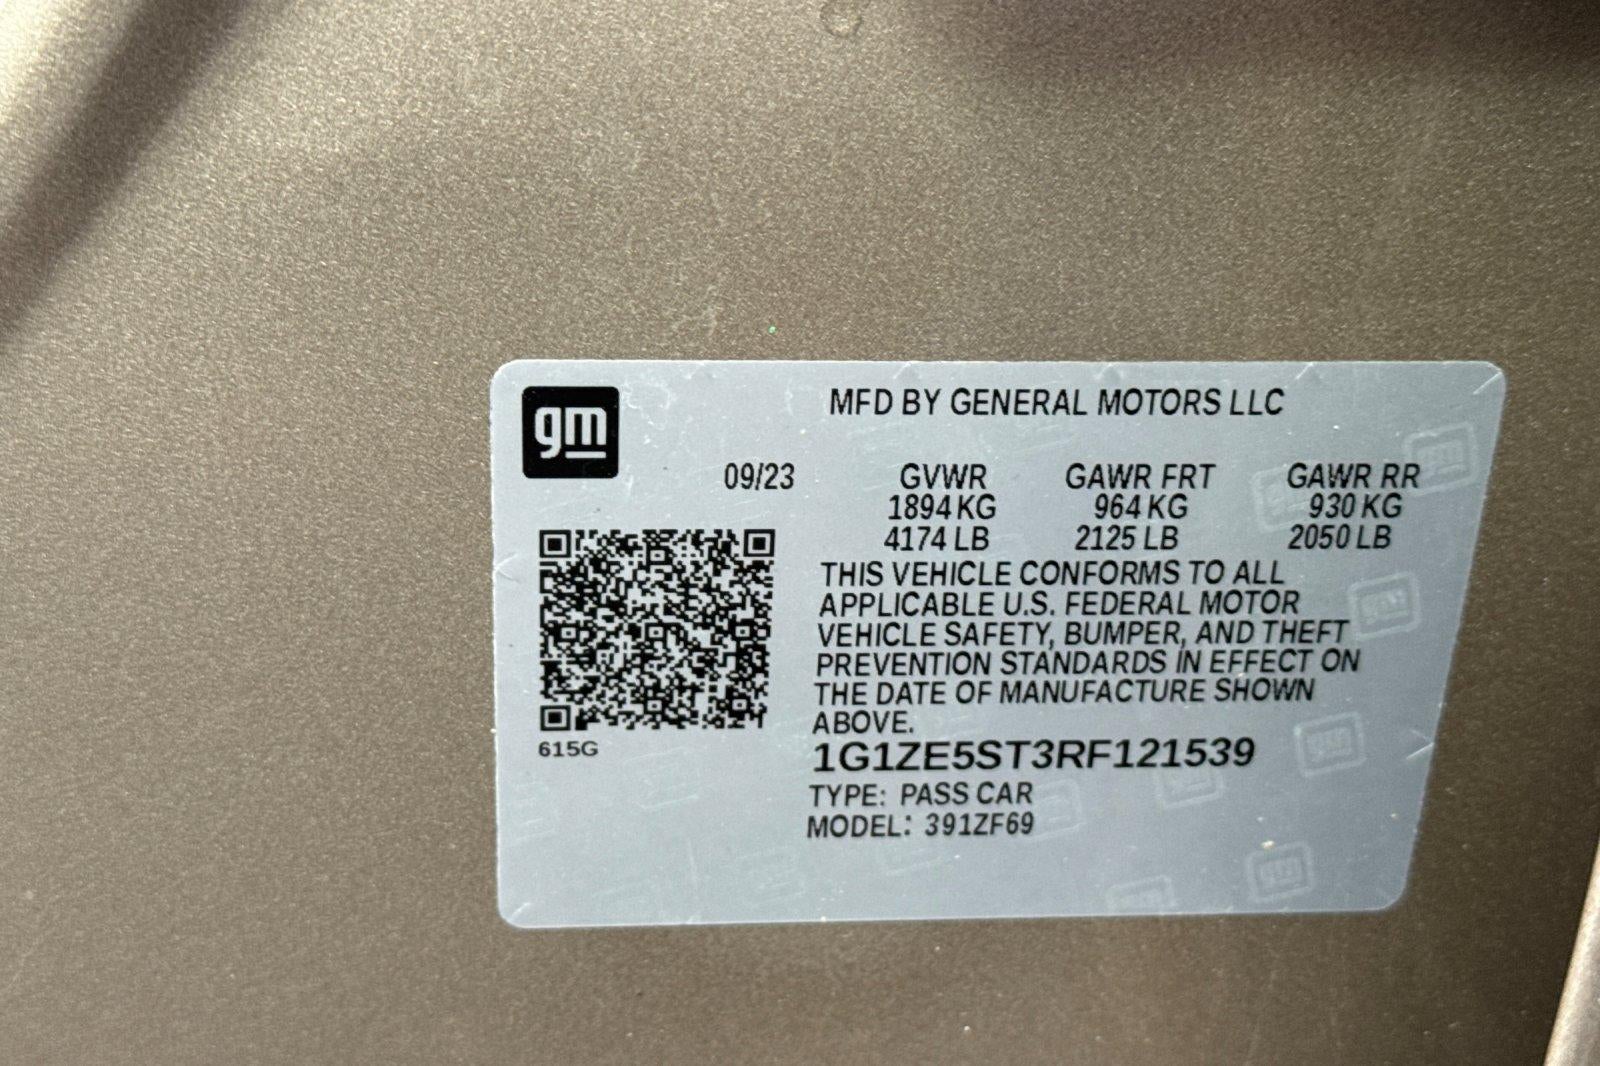 gm
MFD BY GENERAL MOTORS LLC
09/23 GVWR GAWR FRT GAWR RR
1894 KG 964 KG 930 KG
4174 LB 2125 LB 2050 LB
THIS VEHICLE CONFORMS TO ALL
APPLICABLE U.S. FEDERAL MOTOR
VEHICLE SAFETY, BUMPER, AND THEFT
PREVENTION STANDARDS IN EFFECT ON
THE DATE OF MANUFACTURE SHOWN
ABOVE.
615G
1G1ZE5ST3RF121539
TYPE: PASS CAR
MODEL: 391ZF69